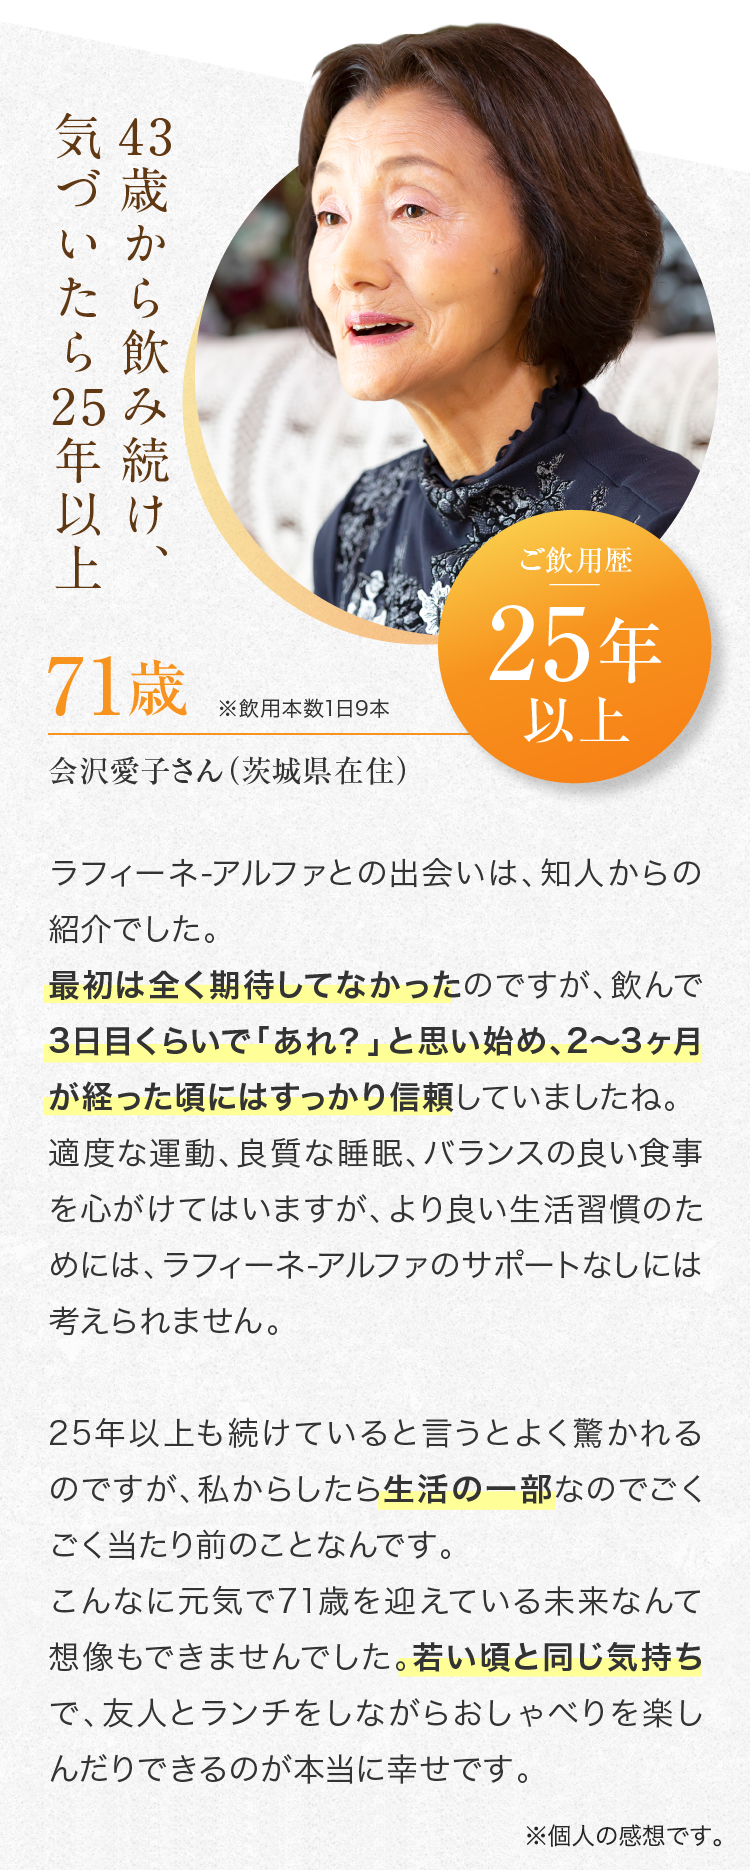 43歳から飲み続け、
気づいたら25年以上
ご飲用歴
25年
以上
71歳 ※飲用本数1日9本
会沢愛子さん（茨城県在住）
ラフィーネ-アルファとの出会いは、知人からの
紹介でした。
最初は全く期待してなかったのですが、飲んで
3日目くらいで「あれ？」と思い始め、2〜3ヶ月
が経った頃にはすっかり信頼していましたね。
適度な運動、良質な睡眠、バランスの良い食事
を心がけてはいますが、より良い生活習慣のた
めには、ラフィーネ-アルファのサポートなしには
考えられません。
25年以上も続けていると言うとよく驚かれる
のですが、私からしたら生活の一部なのでごく
ごく当たり前のことなんです。
こんなに元気で71歳を迎えている未来なんて
想像もできませんでした。若い頃と同じ気持ち
で、友人とランチをしながらおしゃべりを楽し
んだりできるのが本当に幸せです。
※個人の感想です。